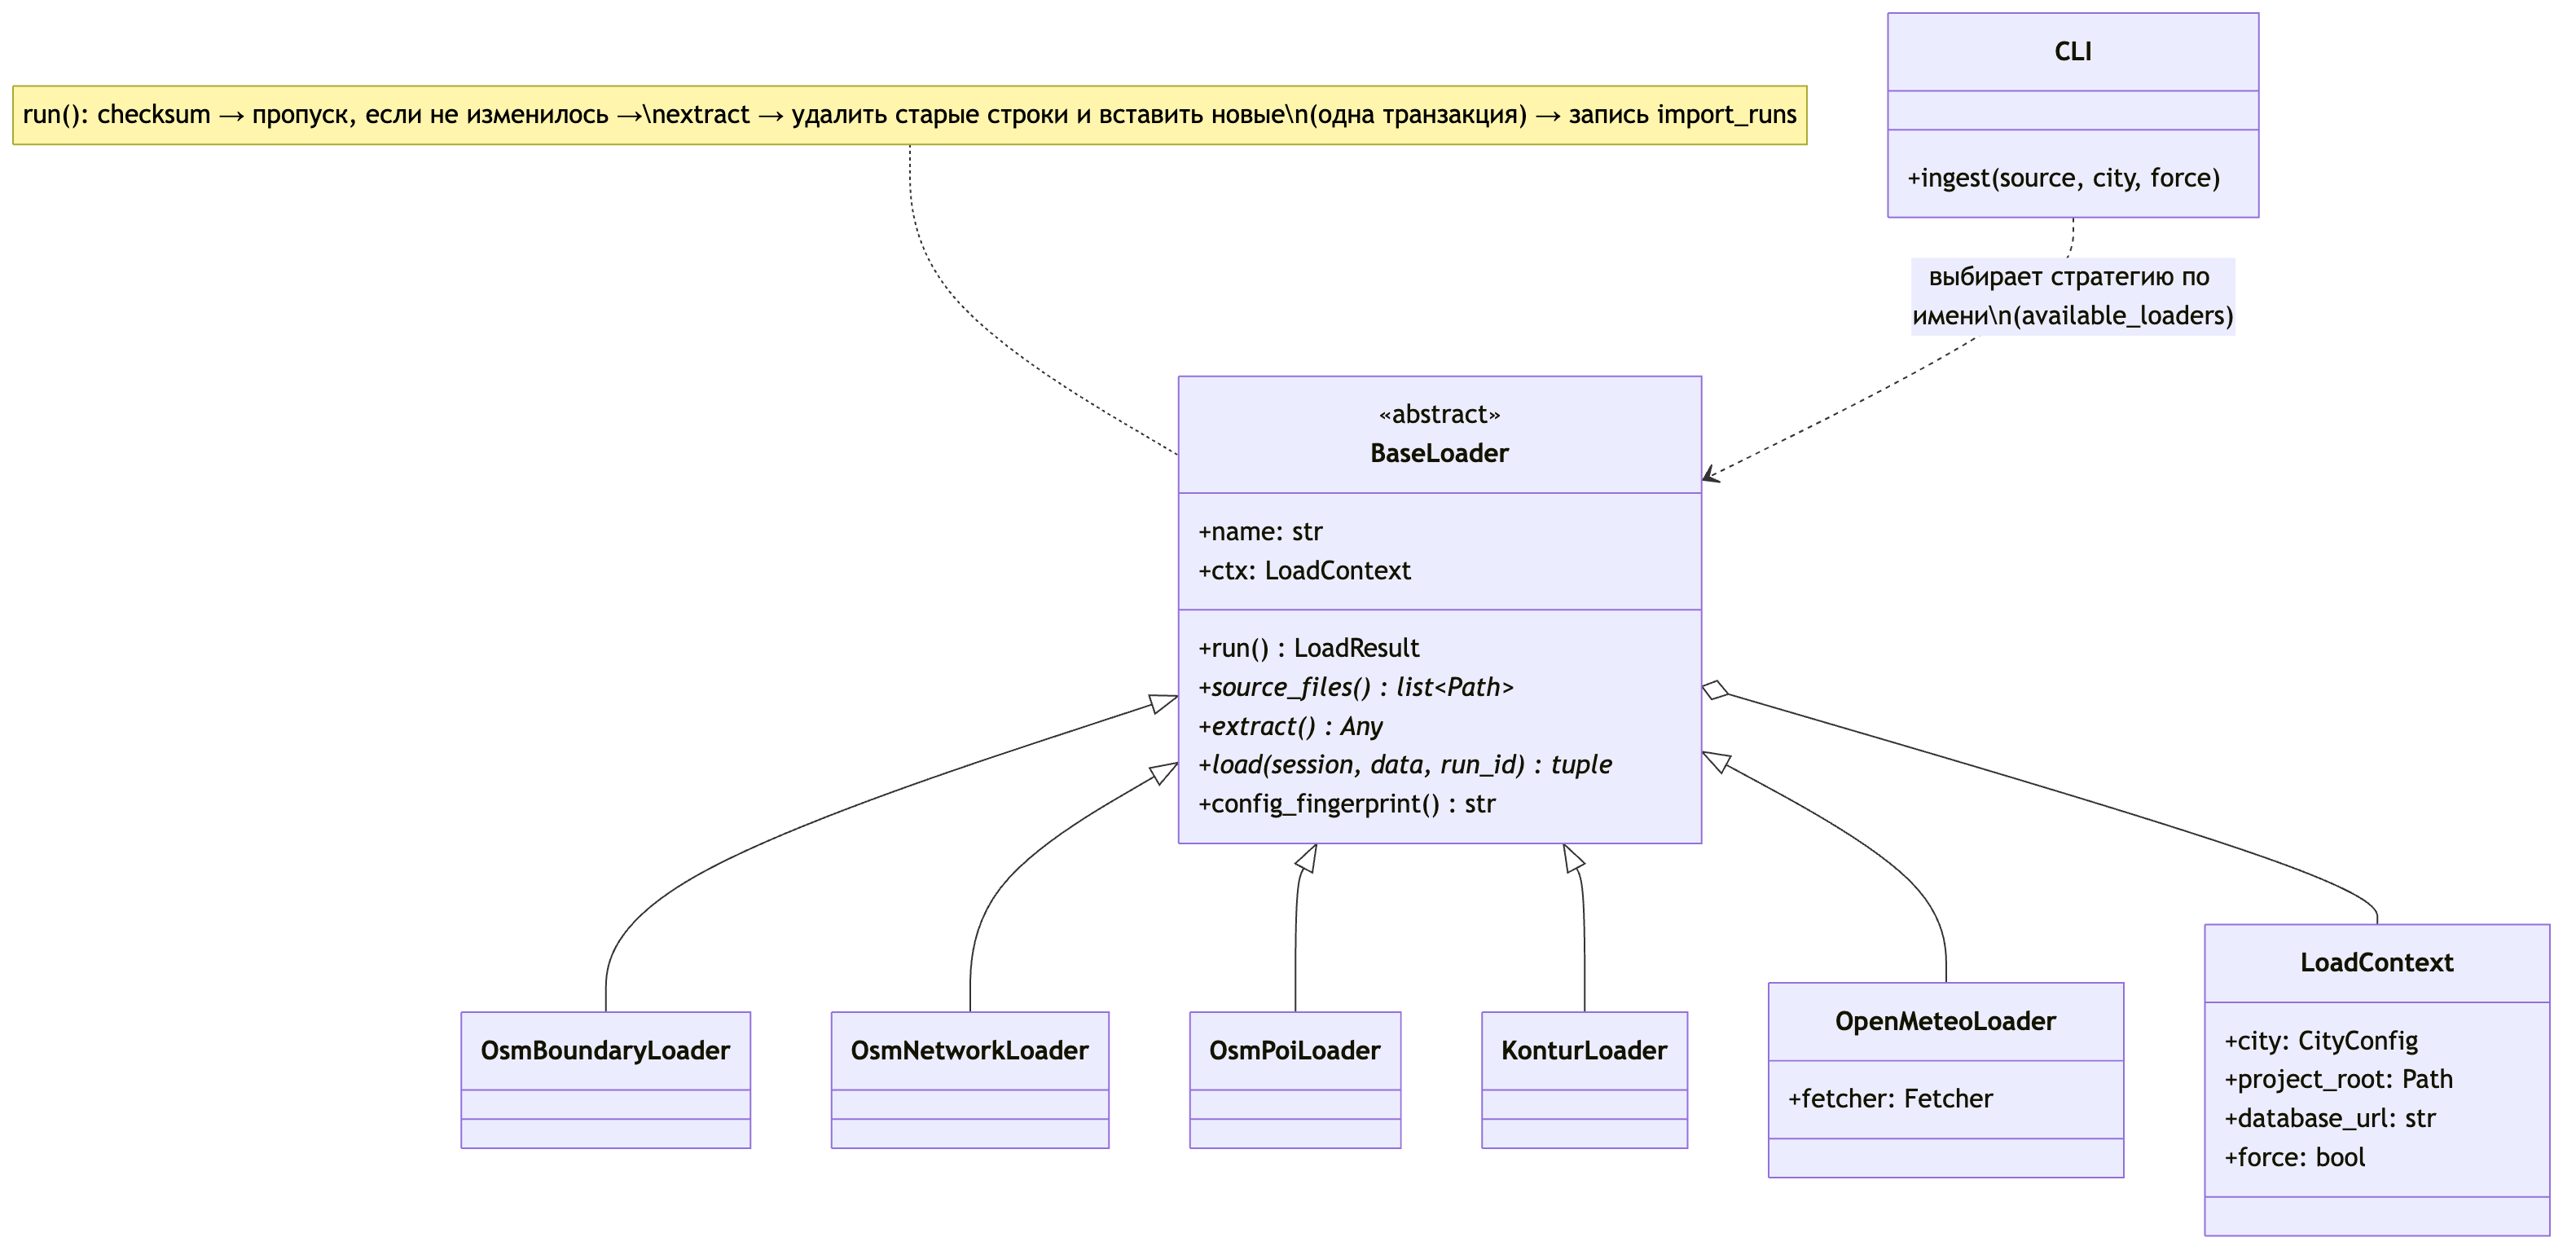 CLI
+ingest(source, city, force)
run(): checksum → пропуск, если не изменилось →\nextract → удалить старые строки и вставить новые\n(одна транзакция) → запись import_runs
выбирает стратегию по
имени\n(available_loaders)
«abstract»
BaseLoader
+name: str
+ctx: LoadContext
+run() : LoadResult
+source_files() : list<Path>
+extract() : Any
+load(session, data, run_id) : tuple
+config_fingerprint() : str
OsmBoundaryLoader
OsmNetworkLoader
OsmPoiLoader
KonturLoader
OpenMeteoLoader
+fetcher: Fetcher
LoadContext
+city: CityConfig
+project_root: Path
+database_url: str
+force: bool